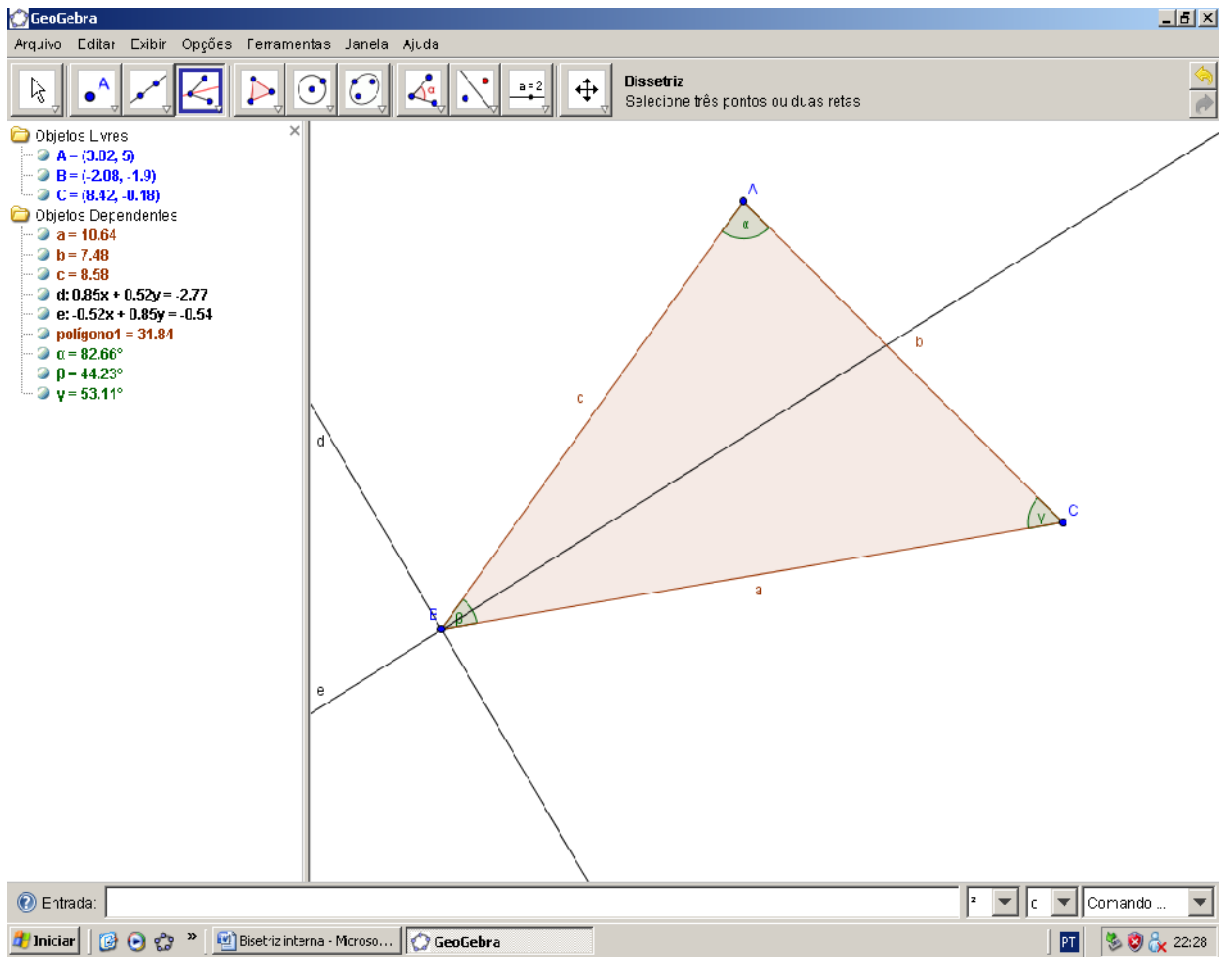 GeoGebra
Arquivo Editar Exibir Opções Ferramentas Janela Ajuda
A
α
a=2
Dissetriz
Selecione três pontos ou duas retas
Objetos Livres
A = (3.02, 5)
B = (-2.08, -1.9)
C = (8.42, -0.18)
Objetos Dependentes
a = 10.64
b = 7.48
c = 8.58
d: 0.85x + 0.52y = -2.77
e: -0.52x + 0.85y = -0.54
polígono1 = 31.84
α = 82.66°
β = 44.23°
γ = 53.11°
A
α
b
c
d
C
γ
a
B
β
e
Entrada:
²
Comando ...
Iniciar
»
Bisetriz interna - Microso...
GeoGebra
PT
22:28